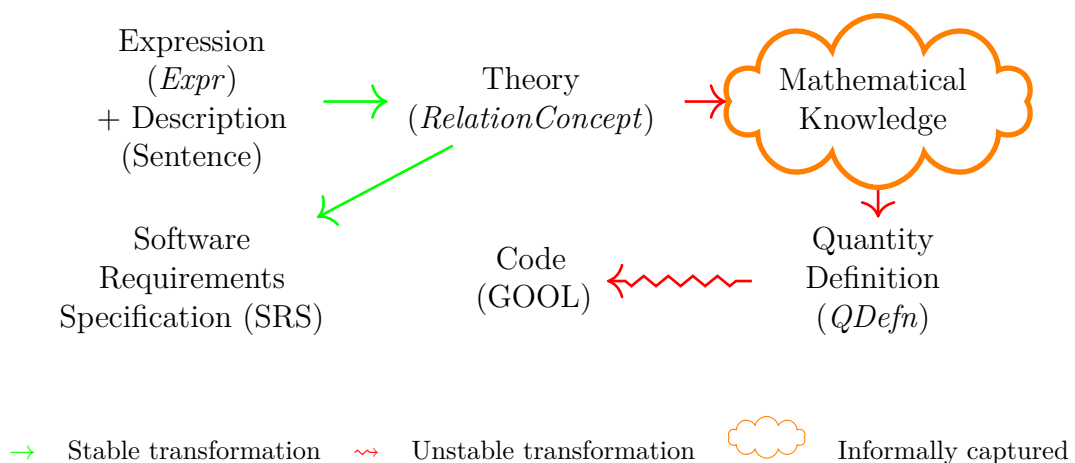 Expression
(Expr)
+ Description
(Sentence)
Theory
(RelationConcept)
Mathematical
Knowledge
Software
Requirements
Specification (SRS)
Code
(GOOL)
Quantity
Definition
(QDefn)
Stable transformation
Unstable transformation
Informally captured